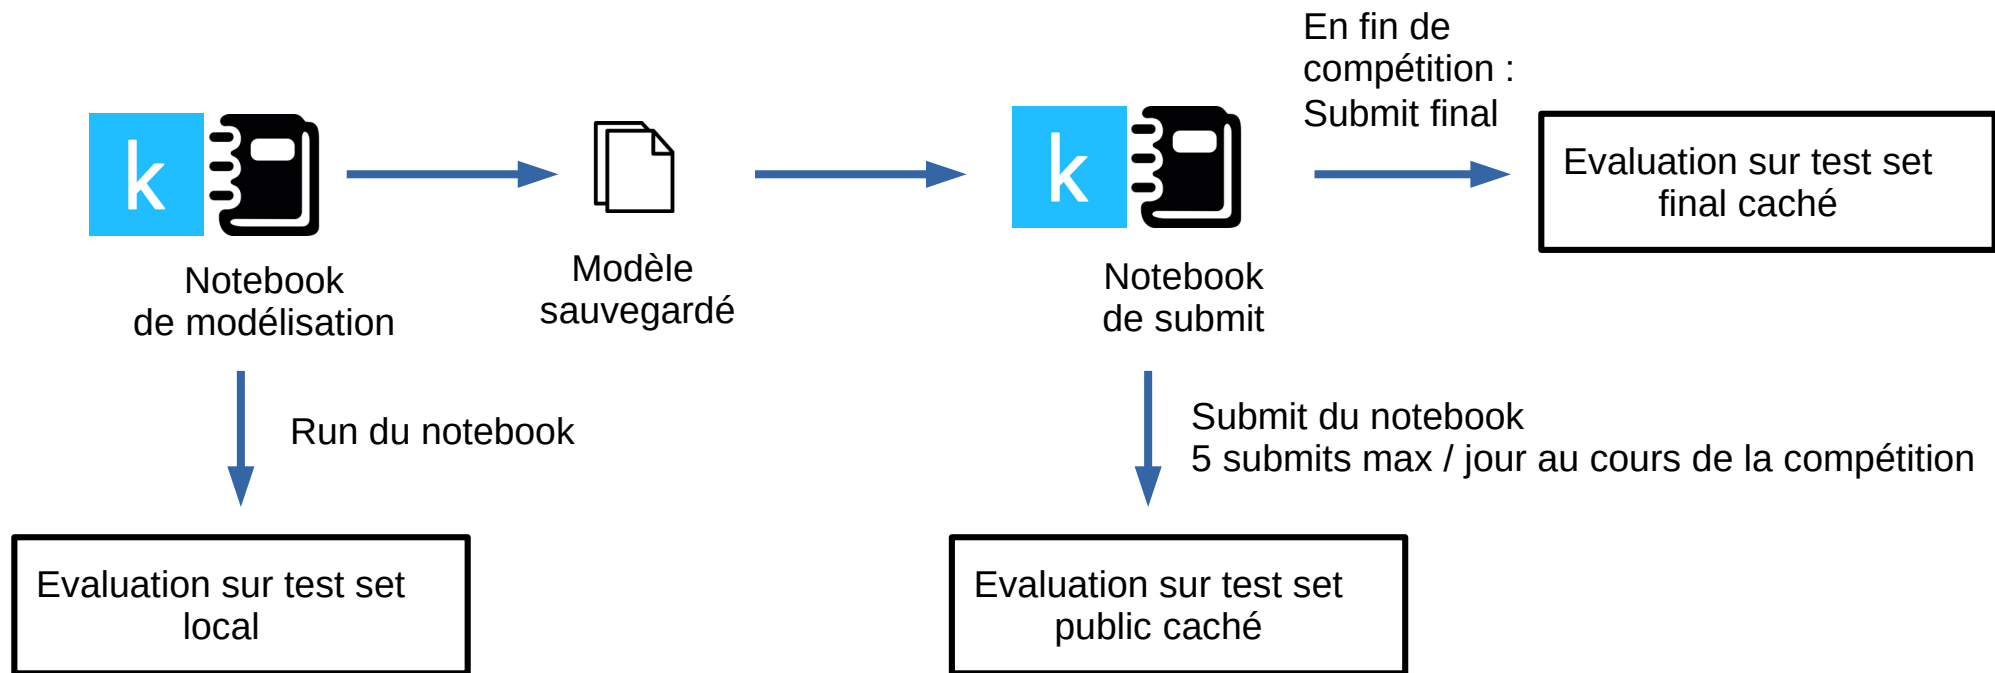 En fin de
compétition :
Submit final
k
k
Evaluation sur test set
final caché
Notebook
de modélisation
Modèle
sauvegardé
Notebook
de submit
Run du notebook
Submit du notebook
5 submits max / jour au cours de la compétition
Evaluation sur test set
local
Evaluation sur test set
public caché